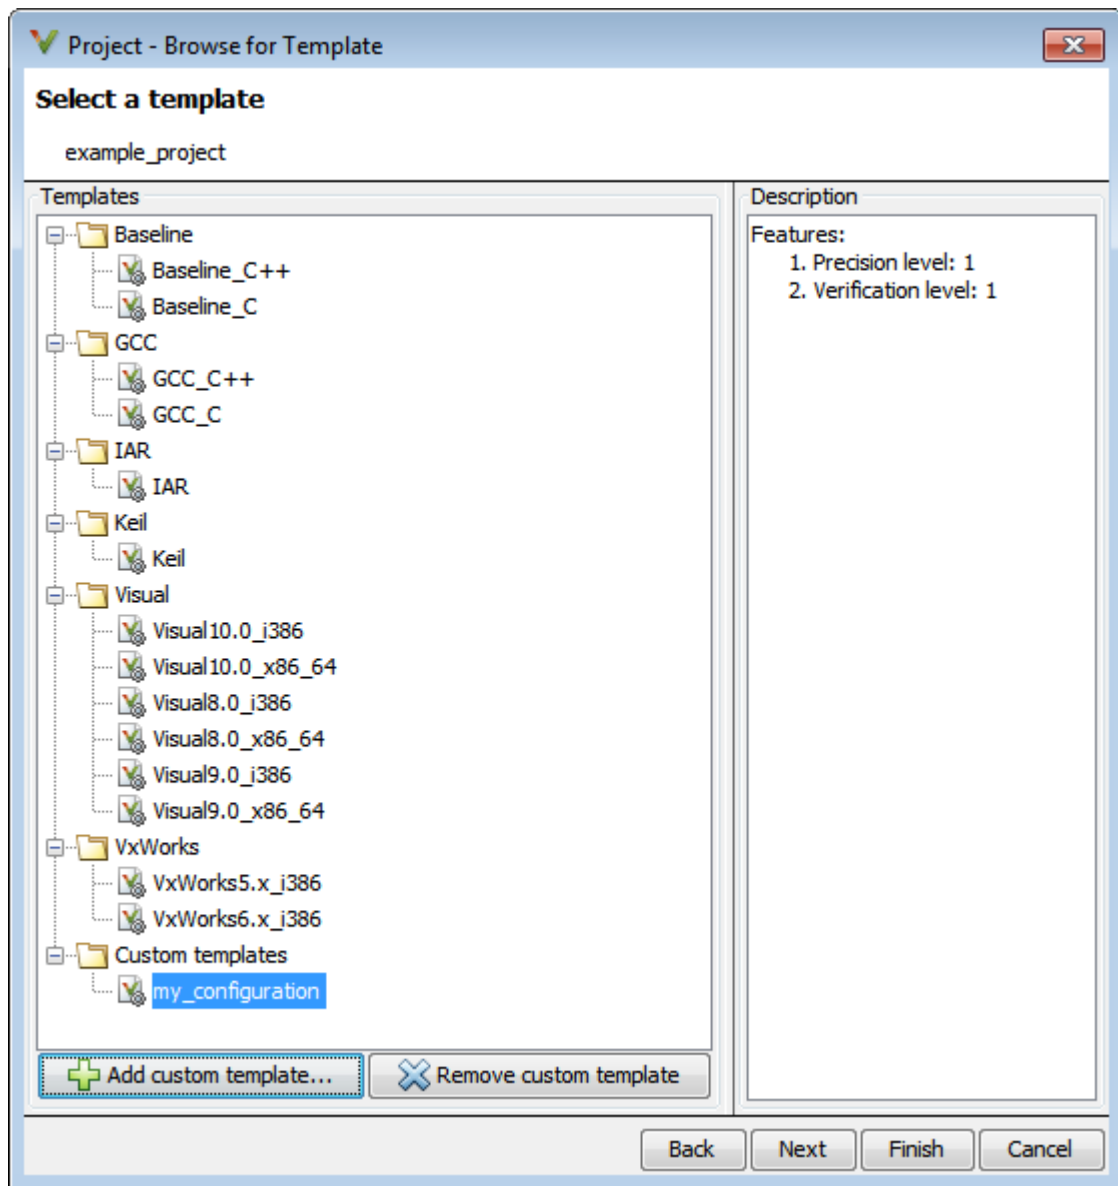 Project - Browse for Template
Select a template
example_project
Templates
Baseline
Baseline_C++
Baseline_C
GCC
GCC_C++
GCC_C
IAR
IAR
Keil
Keil
Visual
Visual10.0_i386
Visual10.0_x86_64
Visual8.0_i386
Visual8.0_x86_64
Visual9.0_i386
Visual9.0_x86_64
VxWorks
VxWorks5.x_i386
VxWorks6.x_i386
Custom templates
my_configuration
Add custom template...
Remove custom template
Description
Features:
1. Precision level: 1
2. Verification level: 1
Back
Next
Finish
Cancel